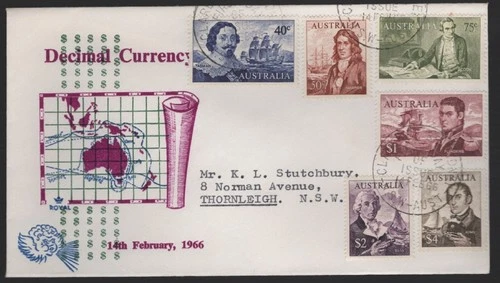 Decimal Currency
$ $ $ $ $
$ $ $ $ $
$ $ $ $ $
$ $ $ $ $
40c
AUSTRALIA
50c
AUSTRALIA
75c
AUSTRALIA
AUSTRALIA
$1
AUSTRALIA
$2
AUSTRALIA
$4
Mr. K. L. Stutchbury,
8 Norman Avenue,
THORNLEIGH. N.S.W.
ROYAL
14th February, 1966